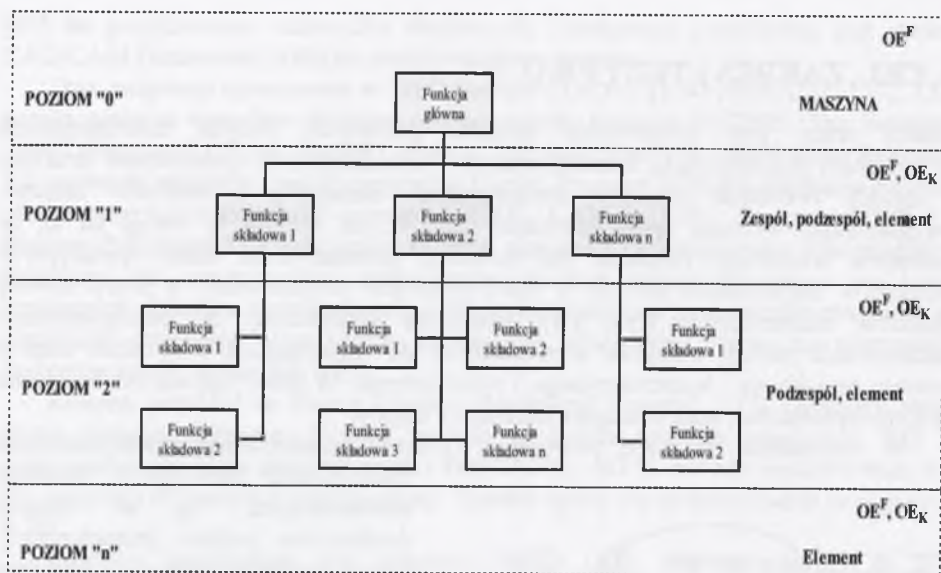 OE^F
POZIOM "0"
Funkcja
główna
MASZYNA
OE^F, OE_K
POZIOM "1"
Funkcja
składowa 1
Funkcja
składowa 2
Funkcja
składowa n
Zespół, podzespół, element
OE^F, OE_K
Funkcja
składowa 1
Funkcja
składowa 1
Funkcja
składowa 2
Funkcja
składowa 1
POZIOM "2"
Podzespół, element
Funkcja
składowa 2
Funkcja
składowa 3
Funkcja
składowa n
Funkcja
składowa 2
OE^F, OE_K
POZIOM "n"
Element